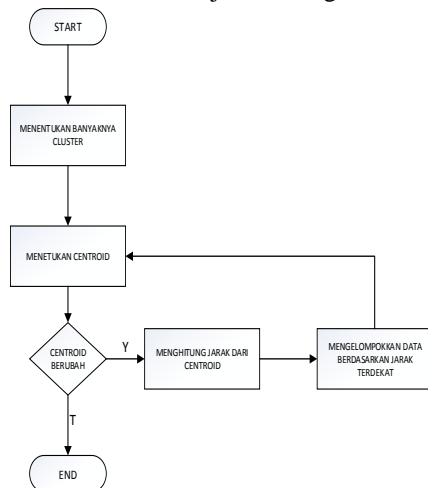 START
MENENTUKAN BANYAKNYA
CLUSTER
MENETUKAN CENTROID
CENTROID
BERUBAH
Y
MENGHITUNG JARAK DARI
CENTROID
MENGELOMPOKKAN DATA
BERDASARKAN JARAK
TERDEKAT
T
END